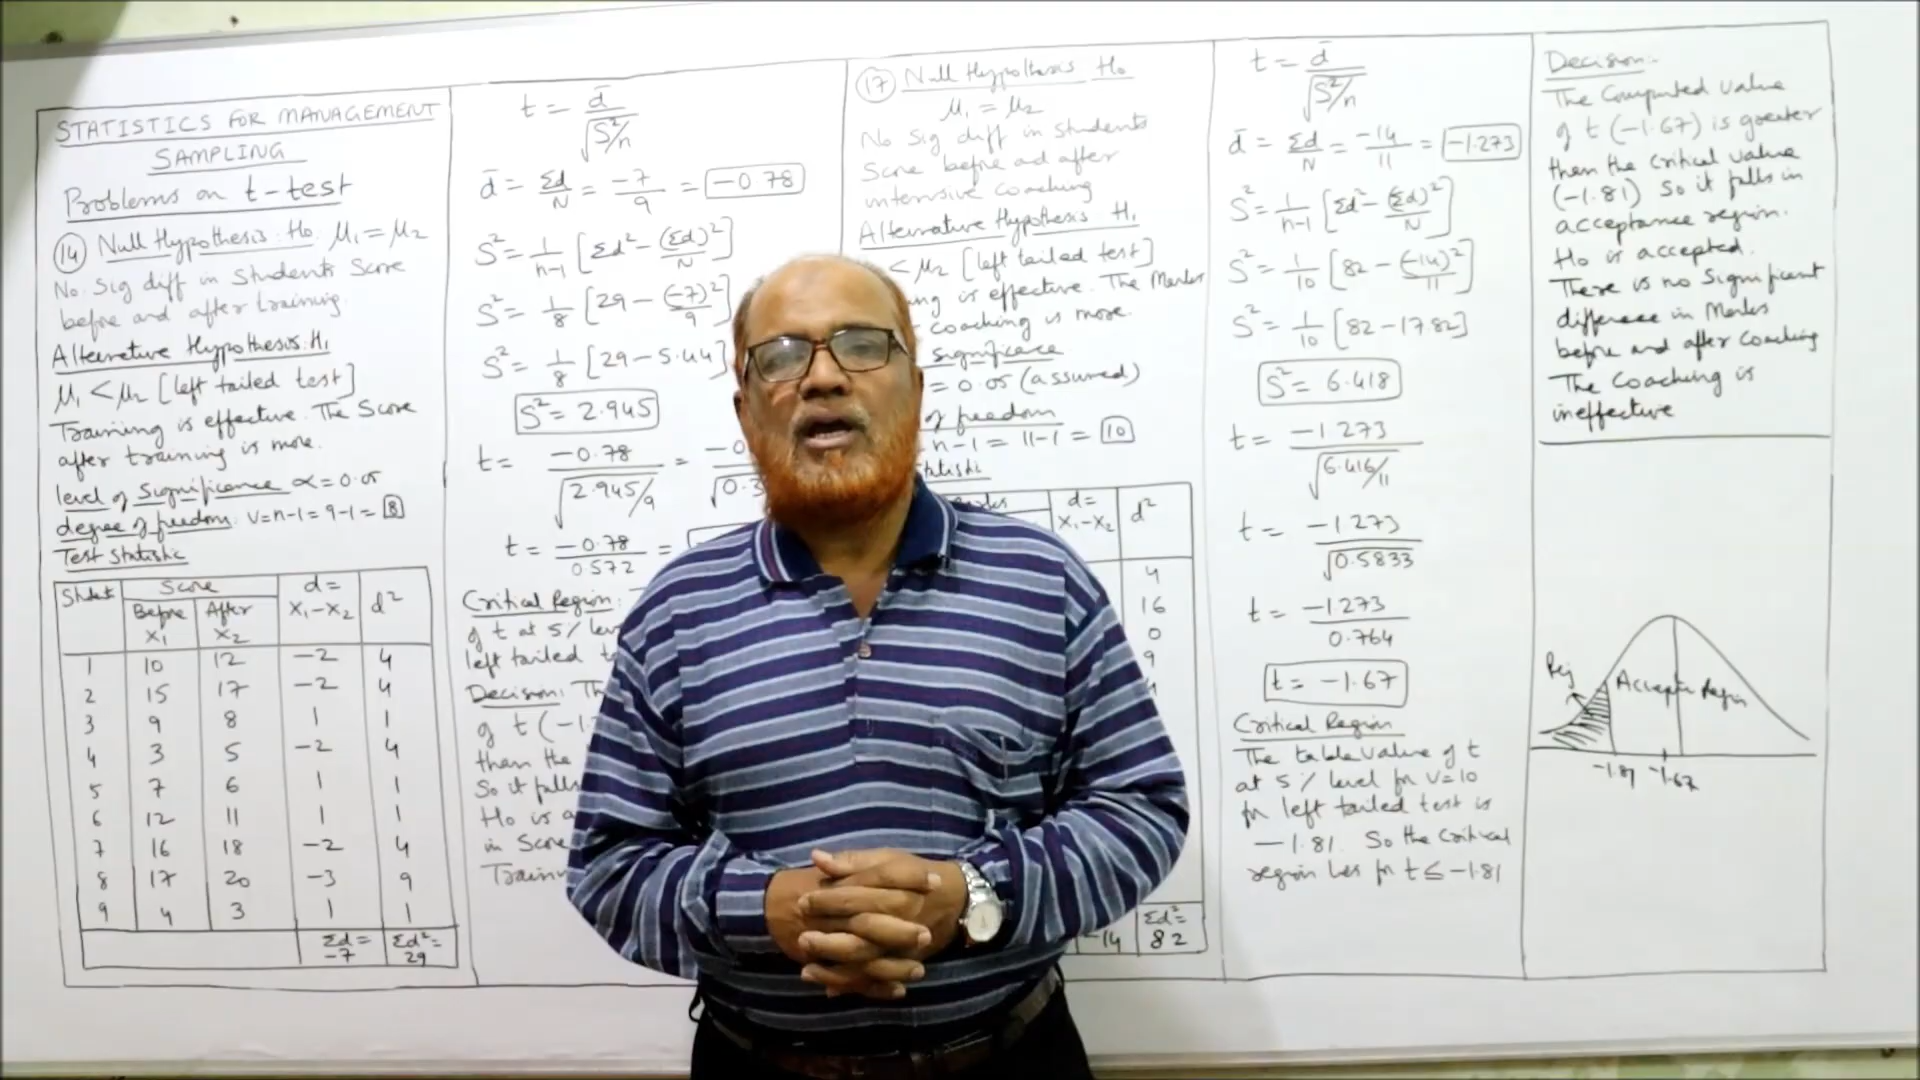 STATISTICS FOR MANAGEMENT
SAMPLING
Problems on t-test
14 Null Hypothesis: H₀: μ₁ = μ₂
No Sig diff in Students Score
before and after training.
Alternative Hypothesis: H₁
μ₁ < μ₂ [left tailed test]
Training is effective. The Score
after training is more.
level of Significance α = 0.05
degree of freedom: V = n-1 = 9-1 = 8
Test Statistic
Score
d =
Before After X₁-X₂ d²
X₁ X₂
1 10 12 -2 4
2 15 17 -2 4
3 9 8 1 1
4 3 5 -2 4
5 7 6 1 1
6 12 11 1 1
7 16 18 -2 4
8 17 20 -3 9
9 4 3 1 1
Σd = Σd² =
-7 29
t = d̄ / √(S²/n)
d̄ = Σd/N = -7/9 = -0.78
S² = 1/(n-1) [Σd² - (Σd)²/N]
S² = 1/8 [29 - (-7)²/9]
S² = 1/8 [29 - 5.44]
S² = 2.945
t = -0.78 / √(2.945/9) = -0 / √0.3
t = -0.78 / 0.572 =
Critical Region:
of t at 5% lev
left tailed t
Decision: Th
of t (-1.
than the
So it falls
H₀ is a
in Score
Trainin
17 Null Hypothesis H₀
μ₁ = μ₂
No Sig diff in students
Score before and after
intensive coaching
Alternative Hypothesis H₁
< μ₂ [left tailed test]
ng is effective. The Marks
coaching is more.
significance
= 0.05 (assured)
of freedom
n-1 = 11-1 = 10
d =
X₁-X₂ d²
4
16
0
9
Σd² =
-14 82
t = d̄ / √(S²/n)
d̄ = Σd/N = -14/11 = -1.273
S² = 1/(n-1) [Σd² - (Σd)²/N]
S² = 1/10 [82 - (-14)²/11]
S² = 1/10 [82 - 17.82]
S² = 6.418
t = -1.273 / √(6.416/11)
t = -1.273 / √0.5833
t = -1.273 / 0.764
t = -1.67
Critical Region
The table value of t
at 5% level for V=10
for left tailed test is
-1.81. So the critical
region lies for t ≤ -1.81
Decision:-
The Computed value
of t (-1.67) is greater
than the critical value
(-1.81) So it falls in
acceptance region.
H₀ is accepted.
There is no Significant
difference in Marks
before and after coaching
The Coaching is
ineffective
Rej
Region
-1.81 -1.67